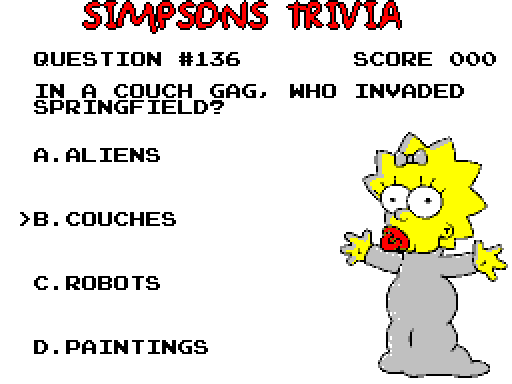 SIMPSONS TRIVIA
QUESTION #136 SCORE 000
IN A COUCH GAG, WHO INVADED
SPRINGFIELD?
A.ALIENS
>B.COUCHES
C.ROBOTS
D.PAINTINGS